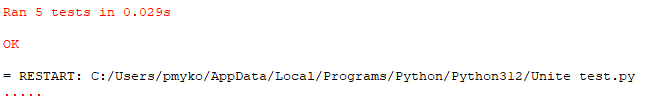 Ran 5 tests in 0.029s
OK
= RESTART: C:/Users/pmyko/AppData/Local/Programs/Python/Python312/Unite test.py
.....